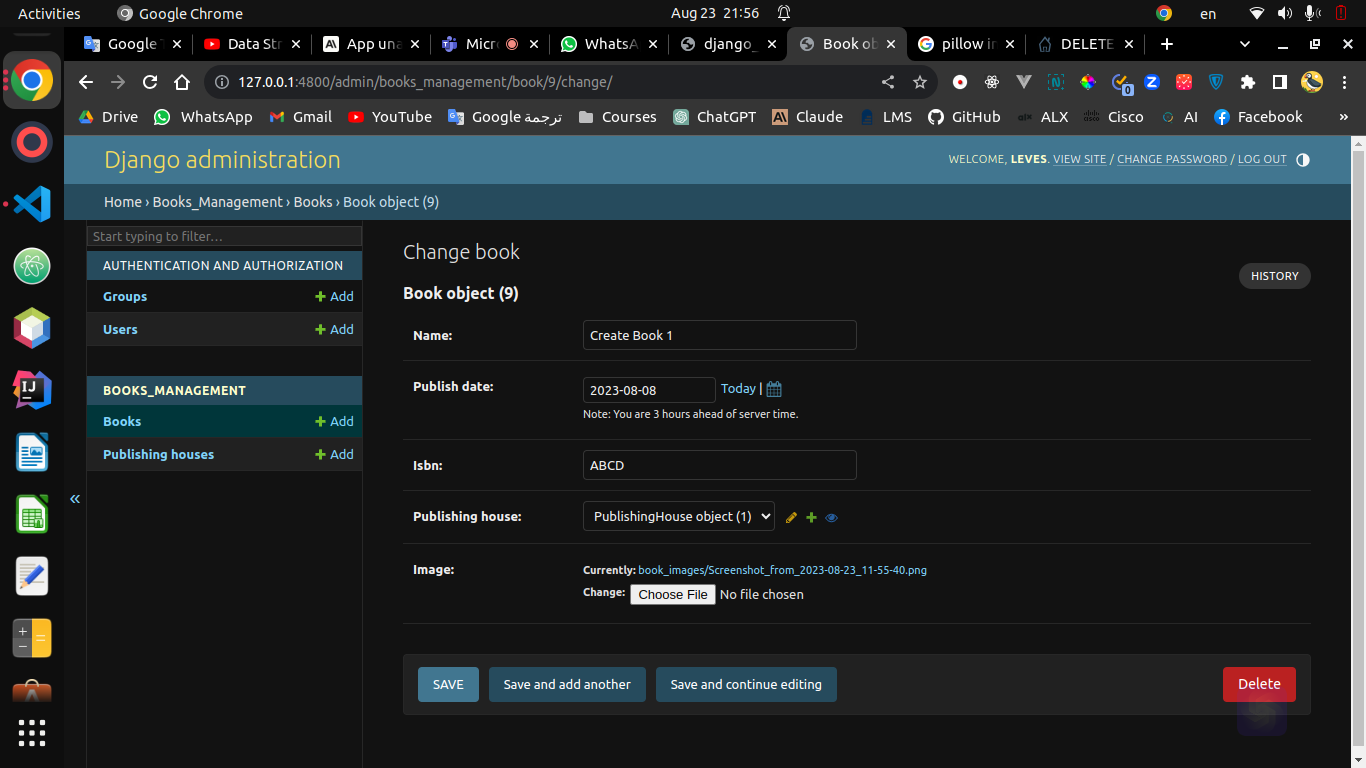 Activities Google Chrome Aug 23 21:56 en
Google T Data Str App una Micro WhatsA django_ Book ob pillow in DELETE
127.0.0.1:4800/admin/books_management/book/9/change/
0
Drive WhatsApp Gmail YouTube Google ترجمة Courses ChatGPT Claude LMS GitHub ALX Cisco AI Facebook »
Django administration
WELCOME, LEVES. VIEW SITE / CHANGE PASSWORD / LOG OUT
Home › Books_Management › Books › Book object (9)
Start typing to filter…
AUTHENTICATION AND AUTHORIZATION
Groups + Add
Users + Add
BOOKS_MANAGEMENT
Books + Add
Publishing houses + Add
«
Change book
HISTORY
Book object (9)
Name: Create Book 1
Publish date: 2023-08-08 Today |
Note: You are 3 hours ahead of server time.
Isbn: ABCD
Publishing house: PublishingHouse object (1)
Image: Currently: book_images/Screenshot_from_2023-08-23_11-55-40.png
Change: Choose File No file chosen
SAVE Save and add another Save and continue editing Delete